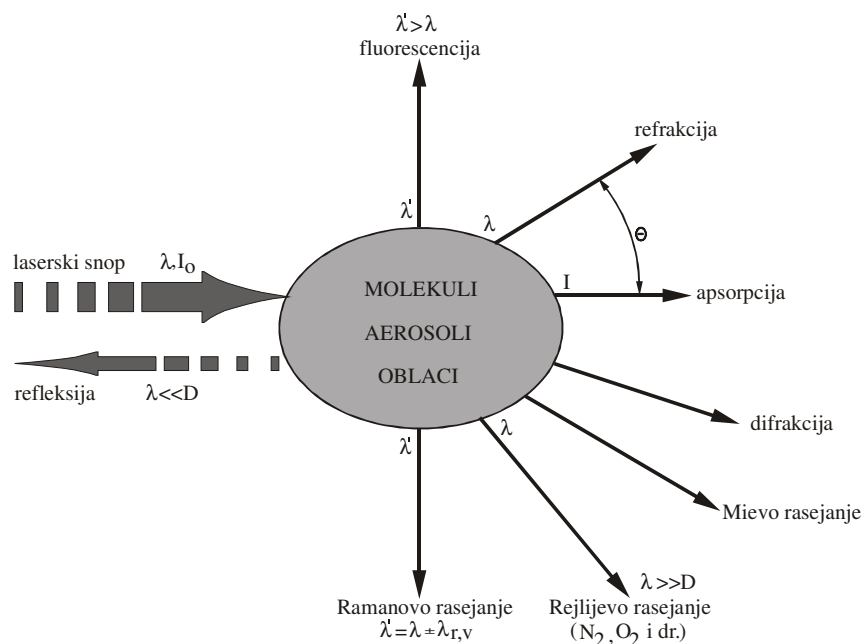 λ'>λ
fluorescencija
refrakcija
λ'
λ
Θ
laserski snop
λ,I₀
I
MOLEKULI
apsorpcija
AEROSOLI
OBLACI
refleksija
λ<<D
λ'
λ
difrakcija
Mievo rasejanje
λ>>D
Ramanovo rasejanje
λ'=λ±λr,v
Rejlijevo rasejanje
(N₂,O₂ i dr.)